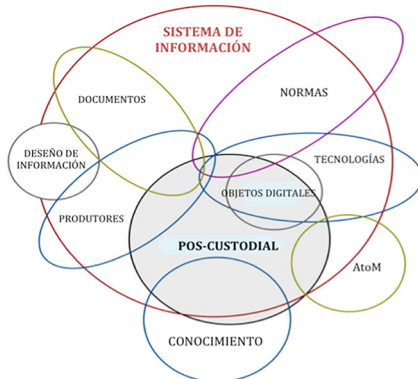 SISTEMA DE
INFORMACIÓN
DOCUMENTOS
NORMAS
DESEÑO DE
INFORMACIÓN
TECNOLOGÍAS
OBJETOS DIGITALES
PRODUTORES
POS-CUSTODIAL
AtoM
CONOCIMIENTO